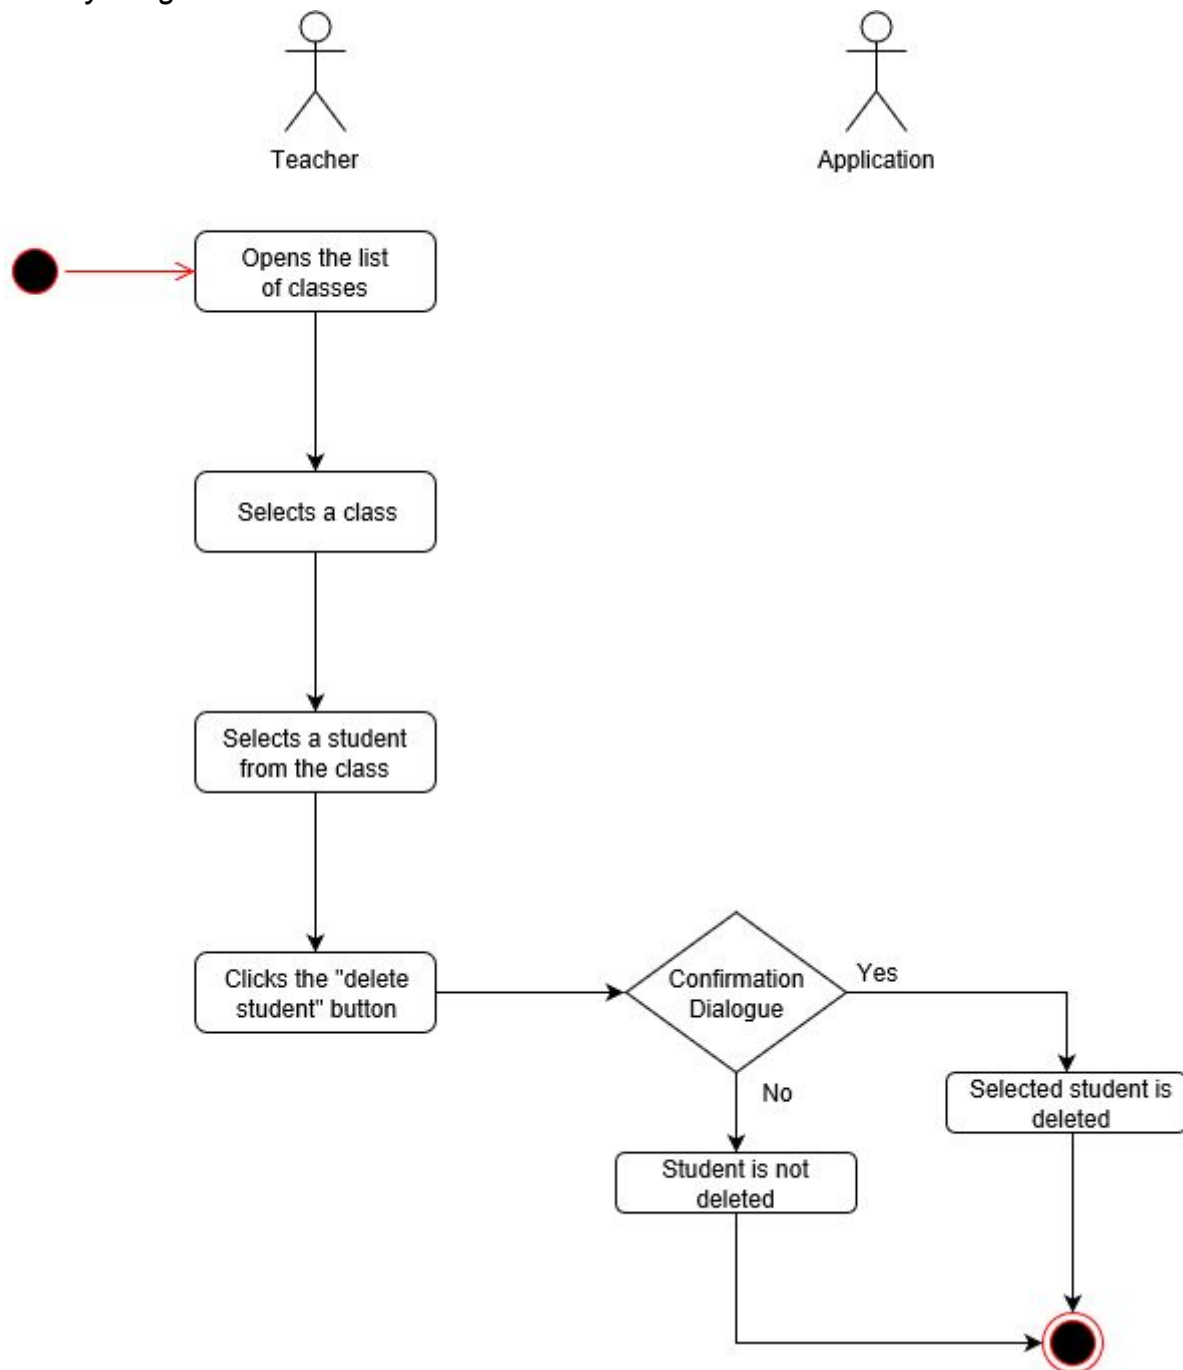 Teacher
Application
Opens the list
of classes
Selects a class
Selects a student
from the class
Clicks the "delete
student" button
Confirmation
Dialogue
Yes
No
Selected student is
deleted
Student is not
deleted